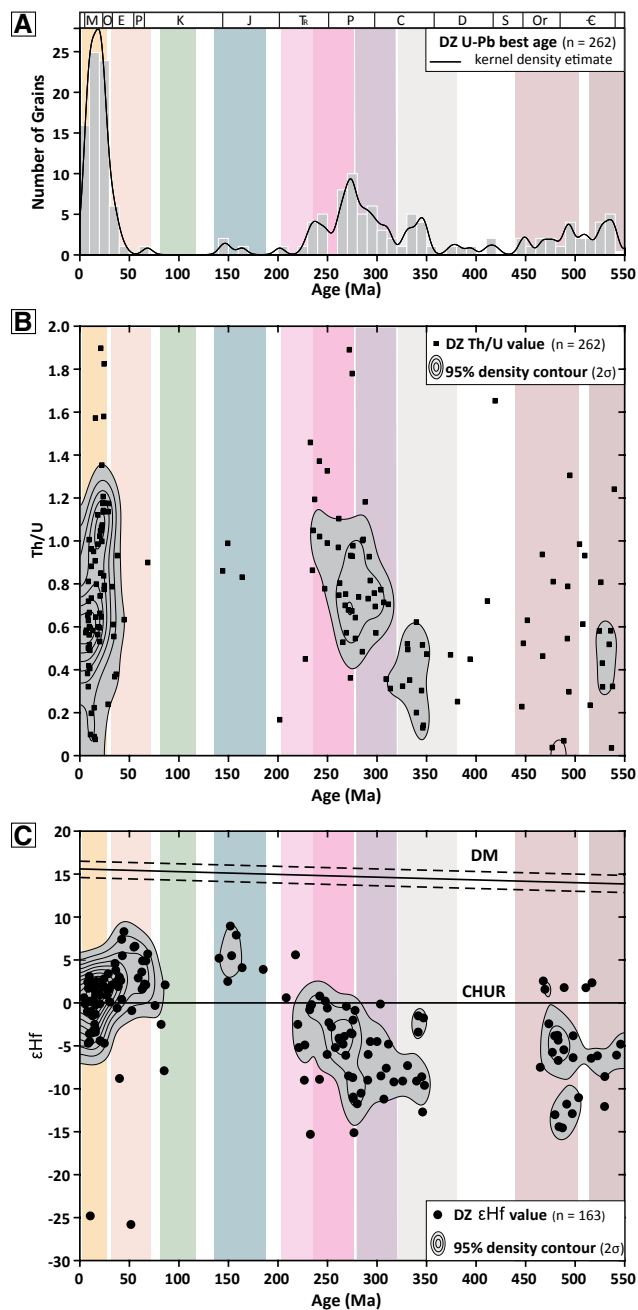 A
M O E P K J TR P C D S Or Є
DZ U-Pb best age (n = 262)
kernel density etimate
Number of Grains
25
20
15
10
5
0
0 50 100 150 200 250 300 350 400 450 500 550
Age (Ma)
B
DZ Th/U value (n = 262)
95% density contour (2σ)
Th/U
2.0
1.8
1.6
1.4
1.2
1.0
0.8
0.6
0.4
0.2
0
0 50 100 150 200 250 300 350 400 450 500 550
Age (Ma)
C
DM
CHUR
εHf
20
15
10
5
0
-5
-10
-15
-20
-25
-30
DZ εHf value (n = 163)
95% density contour (2σ)
0 50 100 150 200 250 300 350 400 450 500 550
Age (Ma)